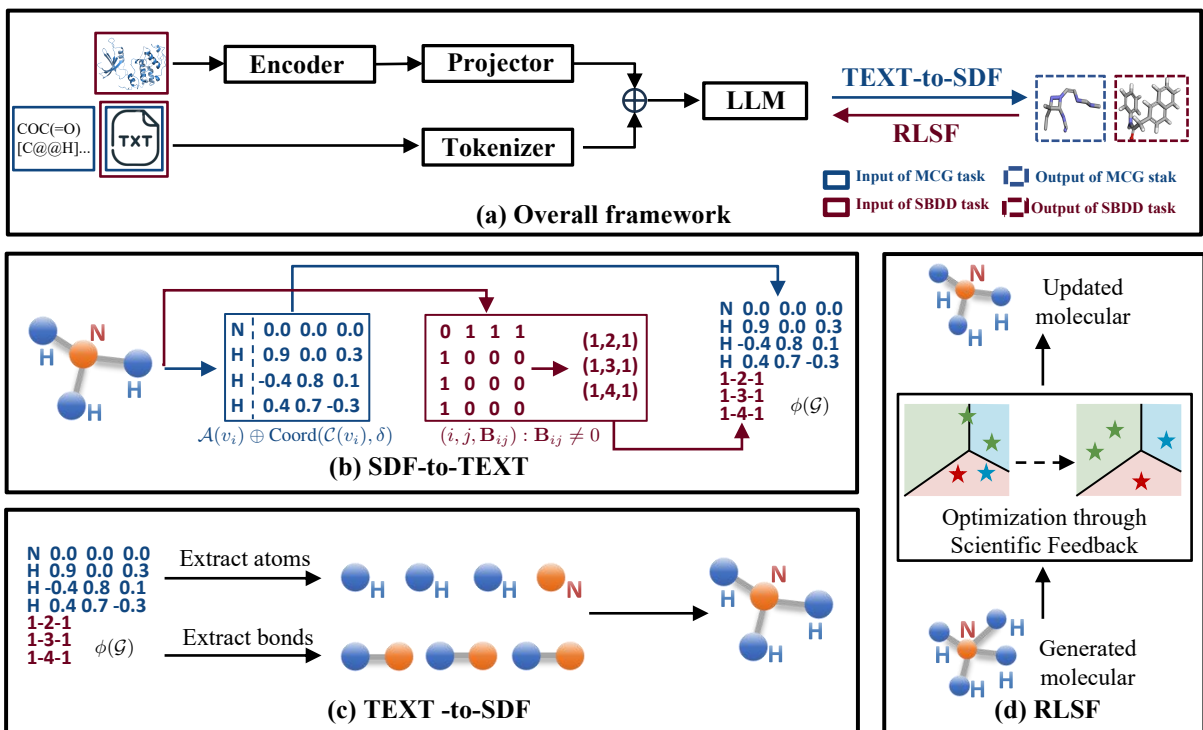 COC(=O)
[C@@H]...
TXT
Encoder
Projector
Tokenizer
LLM
TEXT-to-SDF
RLSF
Input of MCG task
Output of MCG stak
Input of SBDD task
Output of SBDD task
(a) Overall framework
N
H
H
H
N 0.0 0.0 0.0
H 0.9 0.0 0.3
H -0.4 0.8 0.1
H 0.4 0.7 -0.3
𝒜(v_i) ⊕ Coord(𝒞(v_i), δ)
0 1 1 1
1 0 0 0
1 0 0 0
1 0 0 0
(1,2,1)
(1,3,1)
(1,4,1)
(i, j, B_ij) : B_ij ≠ 0
N 0.0 0.0 0.0
H 0.9 0.0 0.3
H -0.4 0.8 0.1
H 0.4 0.7 -0.3
1-2-1
1-3-1
1-4-1
ϕ(𝒢)
(b) SDF-to-TEXT
N 0.0 0.0 0.0
H 0.9 0.0 0.3
H -0.4 0.8 0.1
H 0.4 0.7 -0.3
1-2-1
1-3-1
1-4-1
ϕ(𝒢)
Extract atoms
H
H
H
N
Extract bonds
N
H
H
H
(c) TEXT -to-SDF
N
H
H
H
Updated
molecular
Optimization through
Scientific Feedback
N
H
H
H
H
Generated
molecular
(d) RLSF